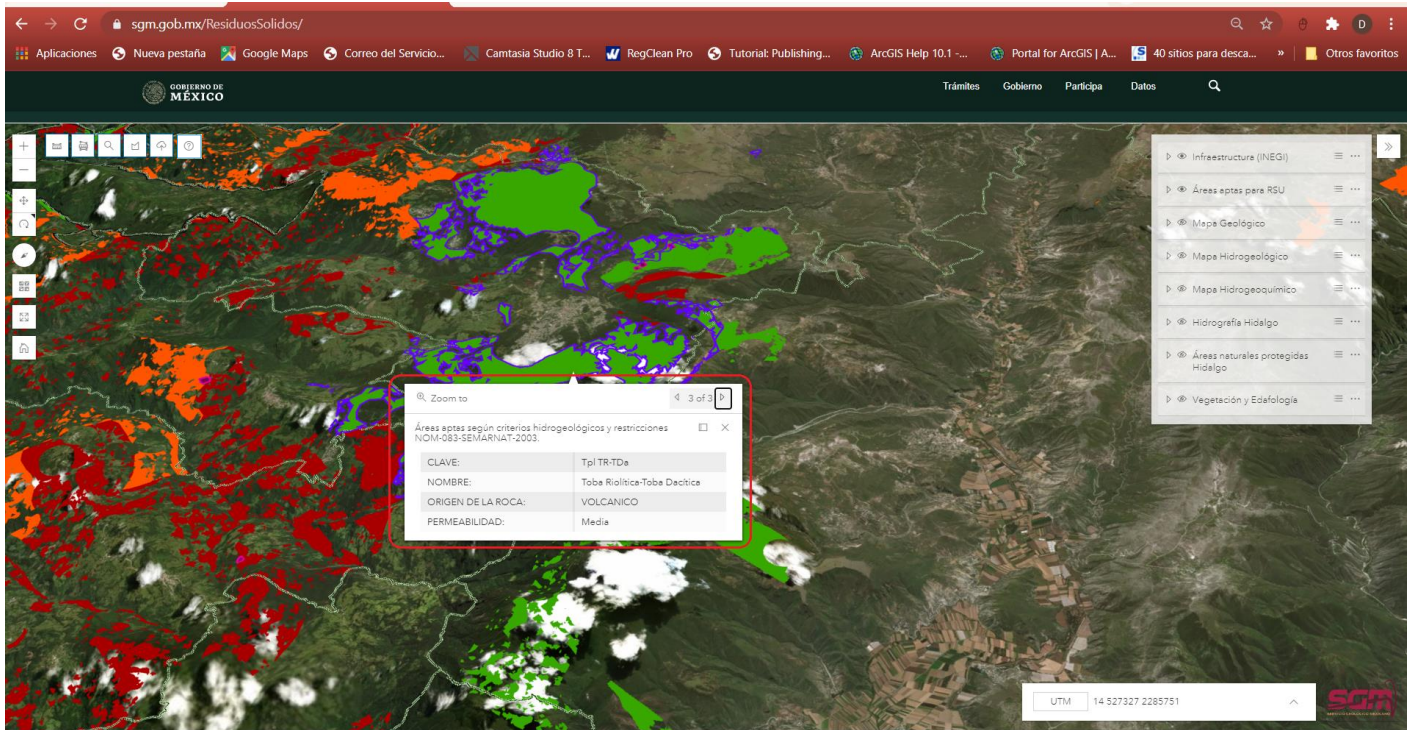 sgm.gob.mx/ResiduosSolidos/
D
Aplicaciones Nueva pestaña Google Maps Correo del Servicio... Camtasia Studio 8 T... RegClean Pro Tutorial: Publishing... ArcGIS Help 10.1 -... Portal for ArcGIS | A... 40 sitios para desca... » Otros favoritos
GOBIERNO DE
MÉXICO
Trámites Gobierno Participa Datos
Infraestructura (INEGI)
Áreas aptas para RSU
Mapa Geológico
Mapa Hidrogeológico
Mapa Hidrogeoquímico
Hidrografía Hidalgo
Áreas naturales protegidas
Hidalgo
Vegetación y Edafología
Zoom to 3 of 3
Áreas aptas según criterios hidrogeológicos y restricciones
NOM-083-SEMARNAT-2003.
CLAVE: Tpl TR-TDa
NOMBRE: Toba Riolítica-Toba Dacítica
ORIGEN DE LA ROCA: VOLCANICO
PERMEABILIDAD: Media
UTM 14 527327 2285751
SGM